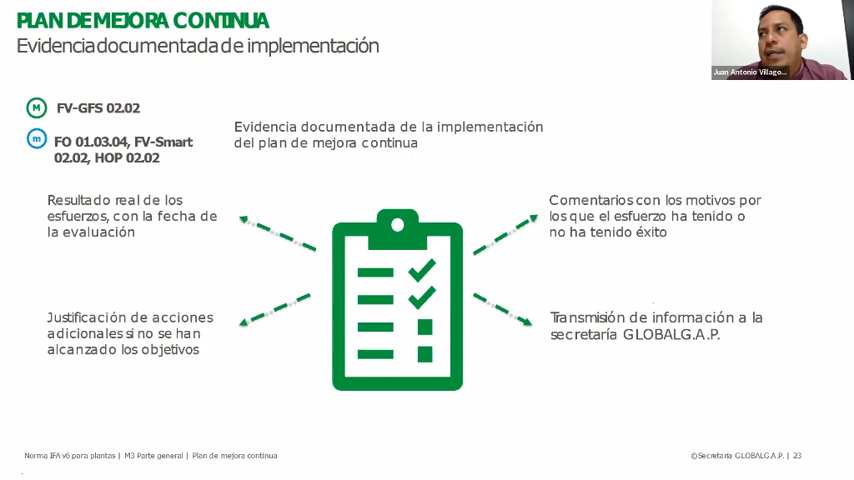 PLAN DE MEJORA CONTINUA
Evidencia documentada de implementación
Juan Antonio Villago...
M
FV-GFS 02.02
m
FO 01.03.04, FV-Smart
02.02, HOP 02.02
Evidencia documentada de la implementación
del plan de mejora continua
Resultado real de los
esfuerzos, con la fecha de
la evaluación
Comentarios con los motivos por
los que el esfuerzo ha tenido o
no ha tenido éxito
Justificación de acciones
adicionales si no se han
alcanzado los objetivos
Transmisión de información a la
secretaría GLOBALG.A.P.
Norma IFA v6 para plantas | M3 Parte general | Plan de mejora continua
©Secretaría GLOBALG.A.P. | 23